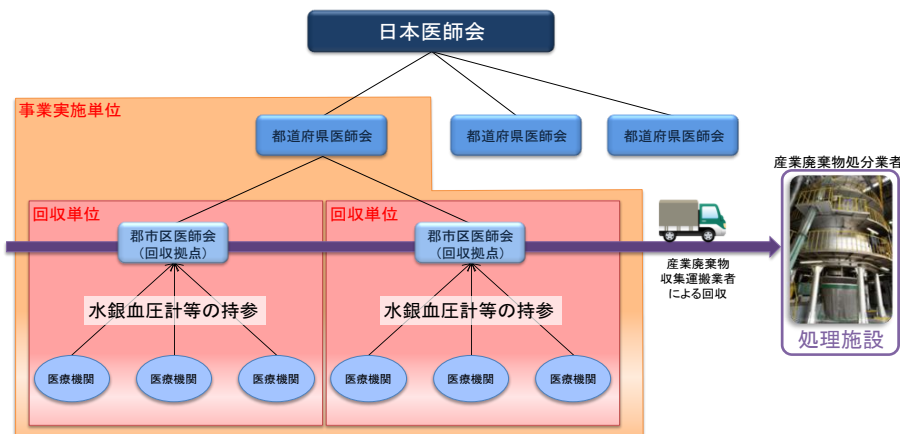 日本医師会
事業実施単位
都道府県医師会
都道府県医師会
都道府県医師会
産業廃棄物処分業者
回収単位
回収単位
郡市区医師会
(回収拠点)
郡市区医師会
(回収拠点)
産業廃棄物
収集運搬業者
による回収
水銀血圧計等の持参
水銀血圧計等の持参
処理施設
医療機関
医療機関
医療機関
医療機関
医療機関
医療機関